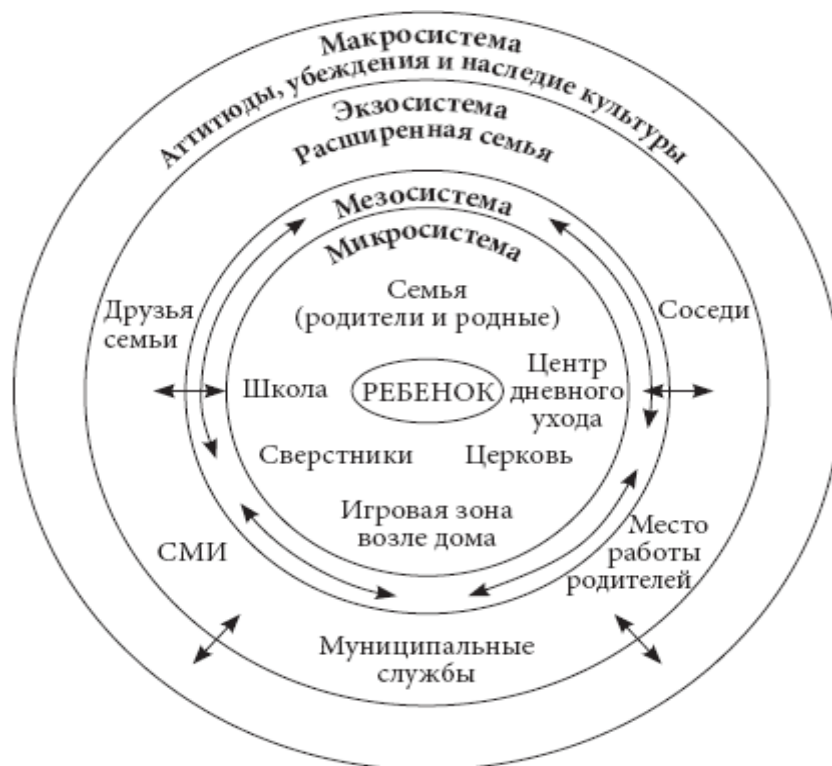 Макросистема
Аттитюды, убеждения и наследие культуры
Экзосистема
Расширенная семья
Мезосистема
Микросистема
Семья
(родители и родные)
Друзья
семьи
Соседи
Школа
РЕБЕНОК
Центр
дневного
ухода
Сверстники
Церковь
Игровая зона
возле дома
СМИ
Место
работы
родителей
Муниципальные
службы